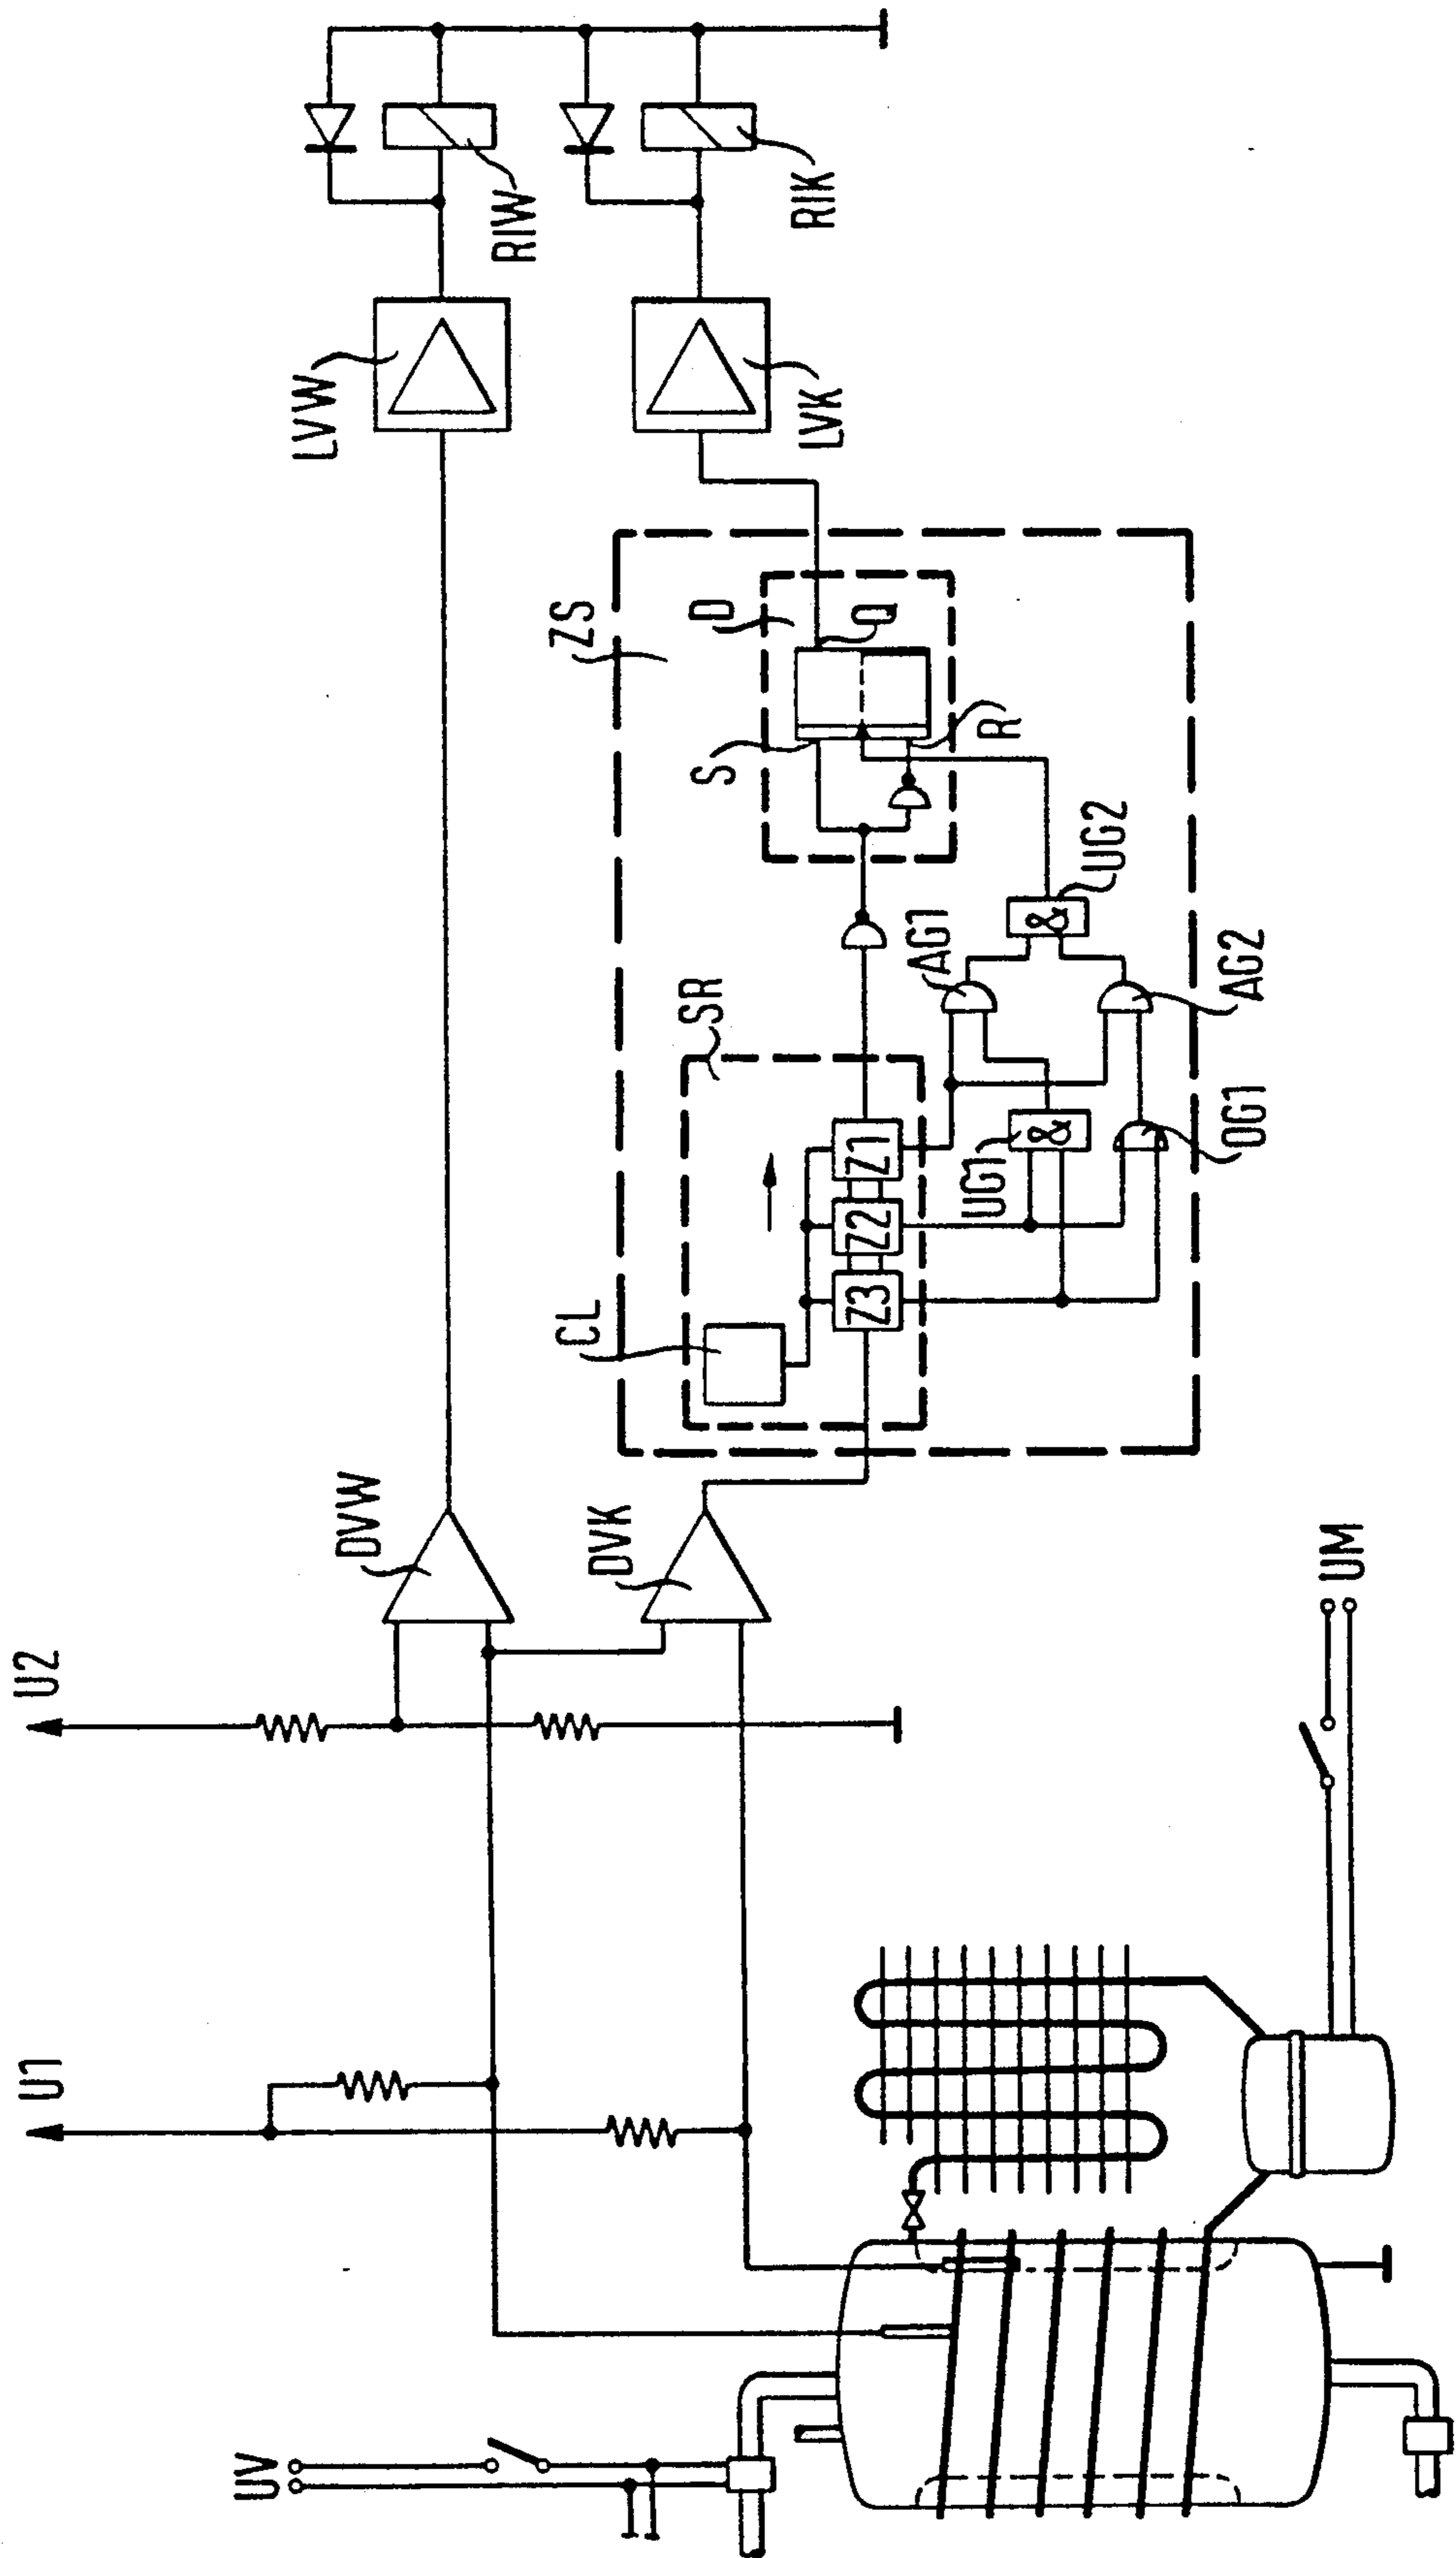 U1
U2
UV
UM
DVW
DVK
LVW
LVK
RIW
RIK
ZS
CL
SR
Z3
Z2
Z1
D
S
Q
R
UG1
&
OG1
AG1
AG2
UG2
&